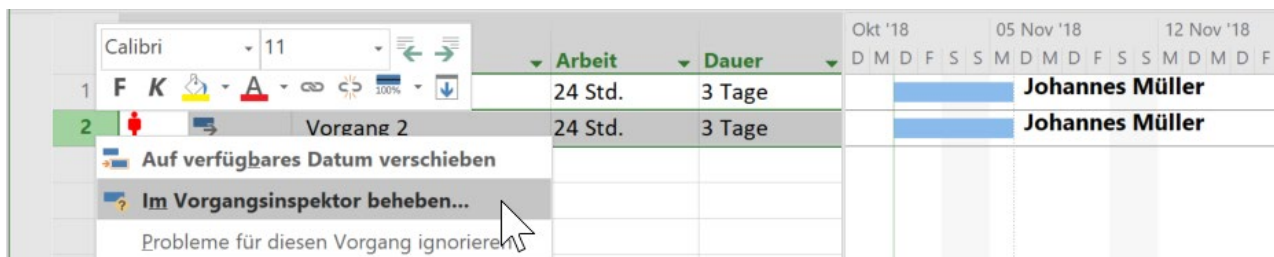 Calibri 11
Okt '18 05 Nov '18 12 Nov '18
Arbeit Dauer
D M D F S S M D M D F S S M D M D F
F K A 100%
1 24 Std. 3 Tage Johannes Müller
2 Vorgang 2 24 Std. 3 Tage Johannes Müller
Auf verfügbares Datum verschieben
Im Vorgangsinspektor beheben...
Probleme für diesen Vorgang ignorieren